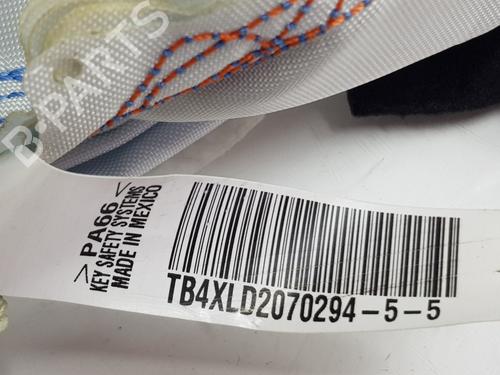 B-PARTS
>PA66<
KEY SAFETY SYSTEMS
MADE IN MEXICO
TB4XLD2070294-5-5